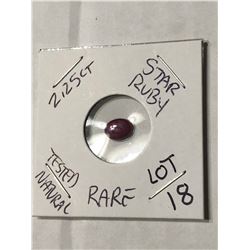 2.25CT
STAR
RUBY
TESTED
NATURAL
RARE
LOT
18